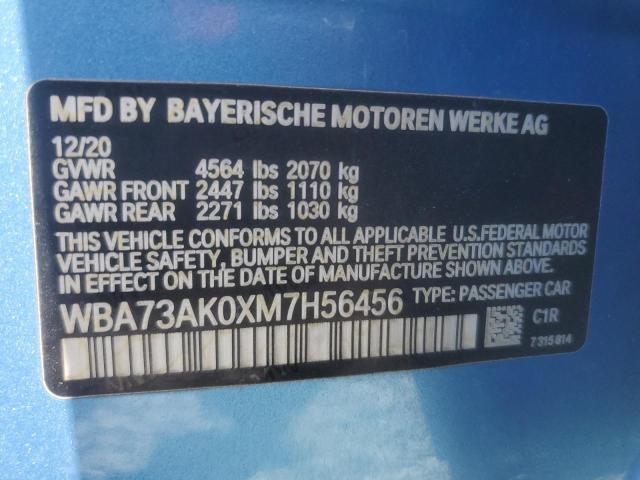 MFD BY BAYERISCHE MOTOREN WERKE AG
12/20
GVWR 4564 lbs 2070 kg
GAWR FRONT 2447 lbs 1110 kg
GAWR REAR 2271 lbs 1030 kg
THIS VEHICLE CONFORMS TO ALL APPLICABLE U.S.FEDERAL MOTOR
VEHICLE SAFETY, BUMPER AND THEFT PREVENTION STANDARDS
IN EFFECT ON THE DATE OF MANUFACTURE SHOWN ABOVE.
WBA73AK0XM7H56456 TYPE: PASSENGER CAR
C1R
7315814